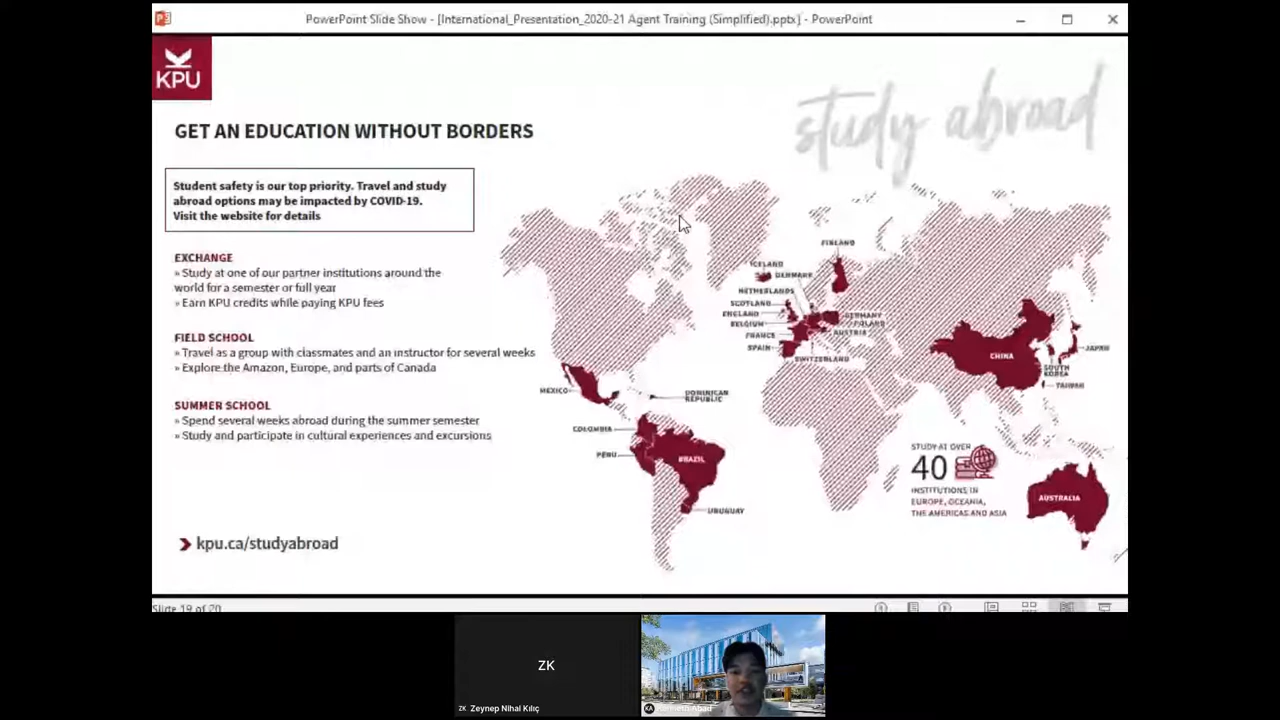 PowerPoint Slide Show - [International_Presentation_2020-21 Agent Training (Simplified).pptx] - PowerPoint
KPU
study abroad
GET AN EDUCATION WITHOUT BORDERS
Student safety is our top priority. Travel and study
abroad options may be impacted by COVID-19.
Visit the website for details
EXCHANGE
» Study at one of our partner institutions around the
world for a semester or full year
» Earn KPU credits while paying KPU fees
FIELD SCHOOL
» Travel as a group with classmates and an instructor for several weeks
» Explore the Amazon, Europe, and parts of Canada
SUMMER SCHOOL
» Spend several weeks abroad during the summer semester
» Study and participate in cultural experiences and excursions
kpu.ca/studyabroad
FINLAND
ICELAND
DENMARK
NETHERLANDS
SCOTLAND
ENGLAND
BELGIUM
FRANCE
SPAIN
GERMANY
POLAND
AUSTRIA
SWITZERLAND
CHINA
JAPAN
SOUTH
KOREA
TAIWAN
MEXICO
DOMINICAN
REPUBLIC
COLOMBIA
PERU
BRAZIL
URUGUAY
AUSTRALIA
STUDY AT OVER
40
INSTITUTIONS IN
EUROPE, OCEANIA,
THE AMERICAS AND ASIA
Slide 19 of 20
ZK
ZK Zeynep Nihal Kılıç
KA Kenneth Abad